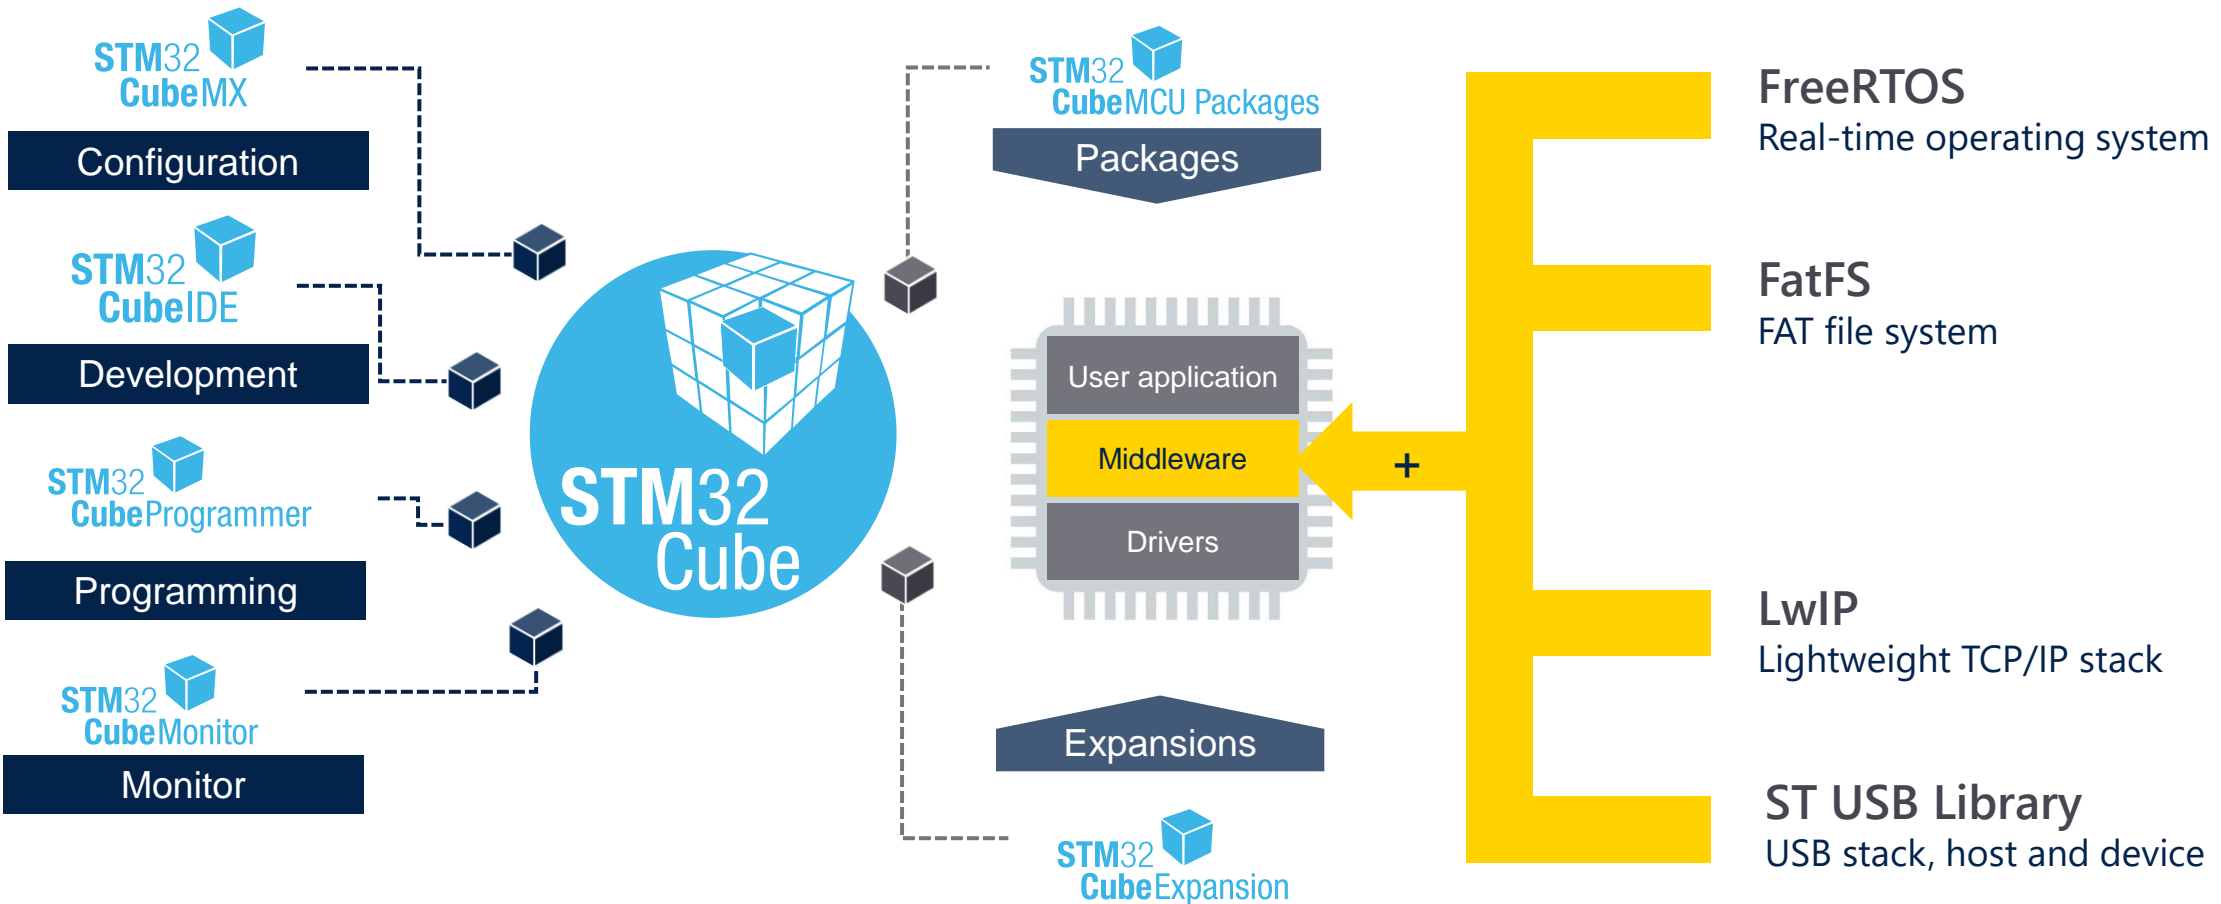 STM32
CubeMX
Configuration
STM32
CubeIDE
Development
STM32
CubeProgrammer
Programming
STM32
CubeMonitor
Monitor
STM32
Cube
STM32
CubeMCU Packages
Packages
User application
Middleware
Drivers
+
Expansions
STM32
CubeExpansion
FreeRTOS
Real-time operating system
FatFS
FAT file system
LwIP
Lightweight TCP/IP stack
ST USB Library
USB stack, host and device